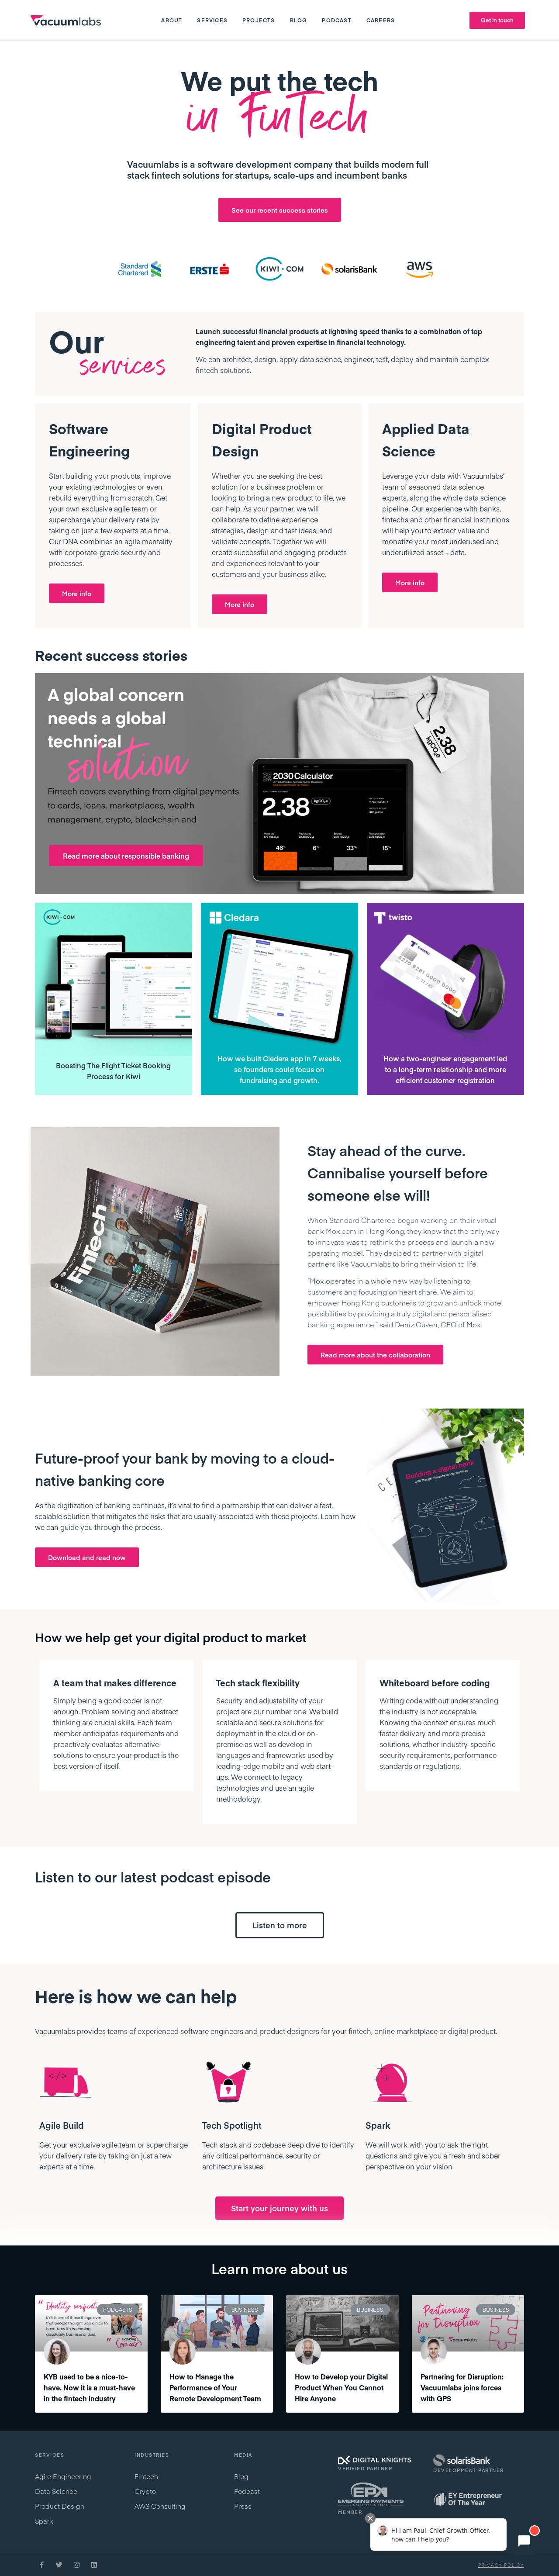 vacuumlabs
ABOUT SERVICES PROJECTS BLOG PODCAST CAREERS
Get in touch
We put the tech
in FinTech
Vacuumlabs is a software development company that builds modern full
stack fintech solutions for startups, scale-ups and incumbent banks
See our recent success stories
Standard
Chartered
ERSTE
KIWI.COM
solarisBank
aws
Our
services
Launch successful financial products at lightning speed thanks to a combination of top
engineering talent and proven expertise in financial technology.
We can architect, design, apply data science, engineer, test, deploy and maintain complex
fintech solutions.
Software
Engineering
Start building your products, improve
your existing technologies or even
rebuild everything from scratch. Get
your own exclusive agile team or
supercharge your delivery rate by
taking on just a few experts at a time.
Our DNA combines an agile mentality
with corporate-grade security and
processes.
More info
Digital Product
Design
Whether you are seeking the best
solution for a business problem or
looking to bring a new product to life, we
can help. As your partner, we will
collaborate to define experience
strategies, design and test ideas, and
validate concepts. Together we will
create successful and engaging products
and experiences relevant to your
customers and your business alike.
More info
Applied Data
Science
Leverage your data with Vacuumlabs'
team of seasoned data science
experts, along the whole data science
pipeline. Our experience with banks,
fintechs and other financial institutions
will help you to extract value and
monetize your most underused and
underutilized asset – data.
More info
Recent success stories
A global concern
needs a global
technical
solution
Fintech covers everything from digital payments
to cards, loans, marketplaces, wealth
management, crypto, blockchain and
Read more about responsible banking
2030 Calculator
2.38
kgCO₂e
46%
6%
33%
15%
2.38
kgCO₂e
KIWI.COM
Boosting The Flight Ticket Booking
Process for Kiwi
Cledara
How we built Cledara app in 7 weeks,
so founders could focus on
fundraising and growth.
twisto
twisto
How a two-engineer engagement led
to a long-term relationship and more
efficient customer registration
FinTech
Stay ahead of the curve.
Cannibalise yourself before
someone else will!
When Standard Chartered begun working on their virtual
bank Mox.com in Hong Kong, they knew that the only way
to innovate was to rethink the process and launch a new
operating model. They decided to partner with digital
partners like Vacuumlabs to bring their vision to life.
"Mox operates in a whole new way by listening to
customers and focusing on heart share. We aim to
empower Hong Kong customers to grow and unlock more
possibilities by providing a truly digital and personalised
banking experience," said Deniz Güven, CEO of Mox.
Read more about the collaboration
Future-proof your bank by moving to a cloud-
native banking core
As the digitization of banking continues, it's vital to find a partnership that can deliver a fast,
scalable solution that mitigates the risks that are usually associated with these projects. Learn how
we can guide you through the process.
Download and read now
Building a digital bank
with Thought Machine and Vacuumlabs
How we help get your digital product to market
A team that makes difference
Simply being a good coder is not
enough. Problem solving and abstract
thinking are crucial skills. Each team
member anticipates requirements and
proactively evaluates alternative
solutions to ensure your product is the
best version of itself.
Tech stack flexibility
Security and adjustability of your
project are our number one. We build
scalable and secure solutions for
deployment in the cloud or on-
premise as well as develop in
languages and frameworks used by
leading-edge mobile and web start-
ups. We connect to legacy
technologies and use an agile
methodology.
Whiteboard before coding
Writing code without understanding
the industry is not acceptable.
Knowing the context ensures much
faster delivery and more precise
solutions, whether industry-specific
security requirements, performance
standards or regulations.
Listen to our latest podcast episode
Listen to more
Here is how we can help
Vacuumlabs provides teams of experienced software engineers and product designers for your fintech, online marketplace or digital product.
Agile Build
Get your exclusive agile team or supercharge
your delivery rate by taking on just a few
experts at a time.
Tech Spotlight
Tech stack and codebase deep dive to identify
any critical performance, security or
architecture issues.
Spark
We will work with you to ask the right
questions and give you a fresh and sober
perspective on your vision.
Start your journey with us
Learn more about us
PODCASTS
KYB used to be a nice-to-
have. Now it is a must-have
in the fintech industry
BUSINESS
How to Manage the
Performance of Your
Remote Development Team
BUSINESS
How to Develop your Digital
Product When You Cannot
Hire Anyone
Partnering
for Disruption
BUSINESS
vacuumlabs
Partnering for Disruption:
Vacuumlabs joins forces
with GPS
SERVICES
Agile Engineering
Data Science
Product Design
Spark
INDUSTRIES
Fintech
Crypto
AWS Consulting
MEDIA
Blog
Podcast
Press
DIGITAL KNIGHTS
VERIFIED PARTNER
solarisBank
DEVELOPMENT PARTNER
EPA
EMERGING PAYMENTS
MEMBER
EY Entrepreneur
Of The Year
Hi I am Paul, Chief Growth Officer,
how can I help you?
PRIVACY POLICY